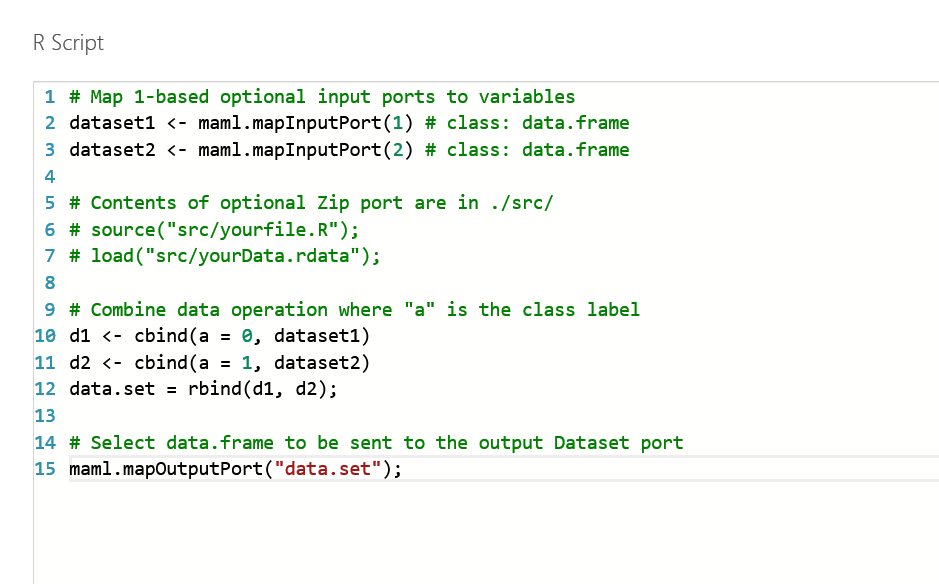 R Script
1 # Map 1-based optional input ports to variables
2 dataset1 <- maml.mapInputPort(1) # class: data.frame
3 dataset2 <- maml.mapInputPort(2) # class: data.frame
4
5 # Contents of optional Zip port are in ./src/
6 # source("src/yourfile.R");
7 # load("src/yourData.rdata");
8
9 # Combine data operation where "a" is the class label
10 d1 <- cbind(a = 0, dataset1)
11 d2 <- cbind(a = 1, dataset2)
12 data.set = rbind(d1, d2);
13
14 # Select data.frame to be sent to the output Dataset port
15 maml.mapOutputPort("data.set");